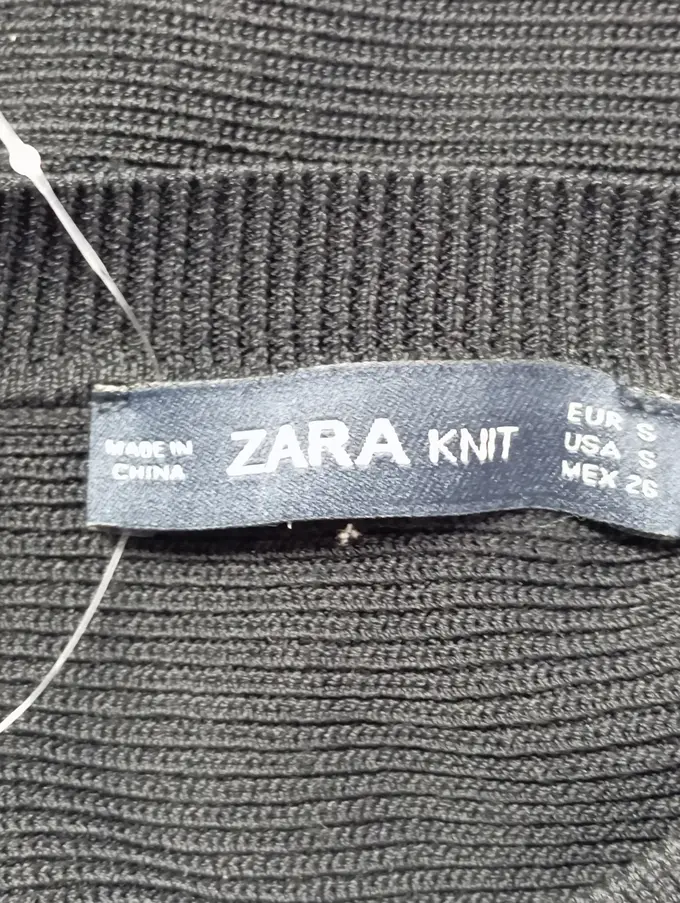 MADE IN
CHINA
ZARA KNIT
EUR S
USA S
MEX 26